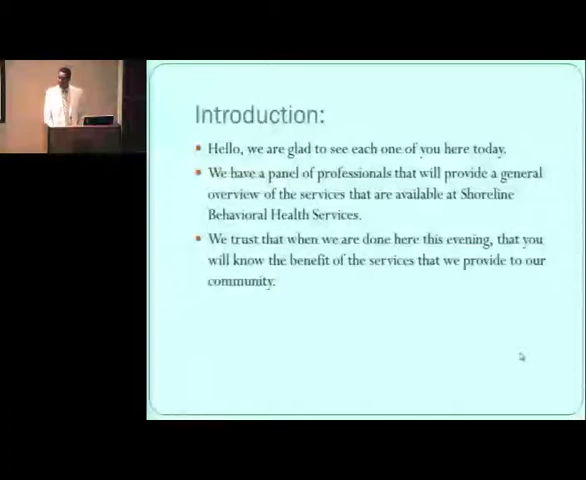 Introduction:
Hello, we are glad to see each one of you here today.
We have a panel of professionals that will provide a general
overview of the services that are available at Shoreline
Behavioral Health Services.
We trust that when we are done here this evening, that you
will know the benefit of the services that we provide to our
community.